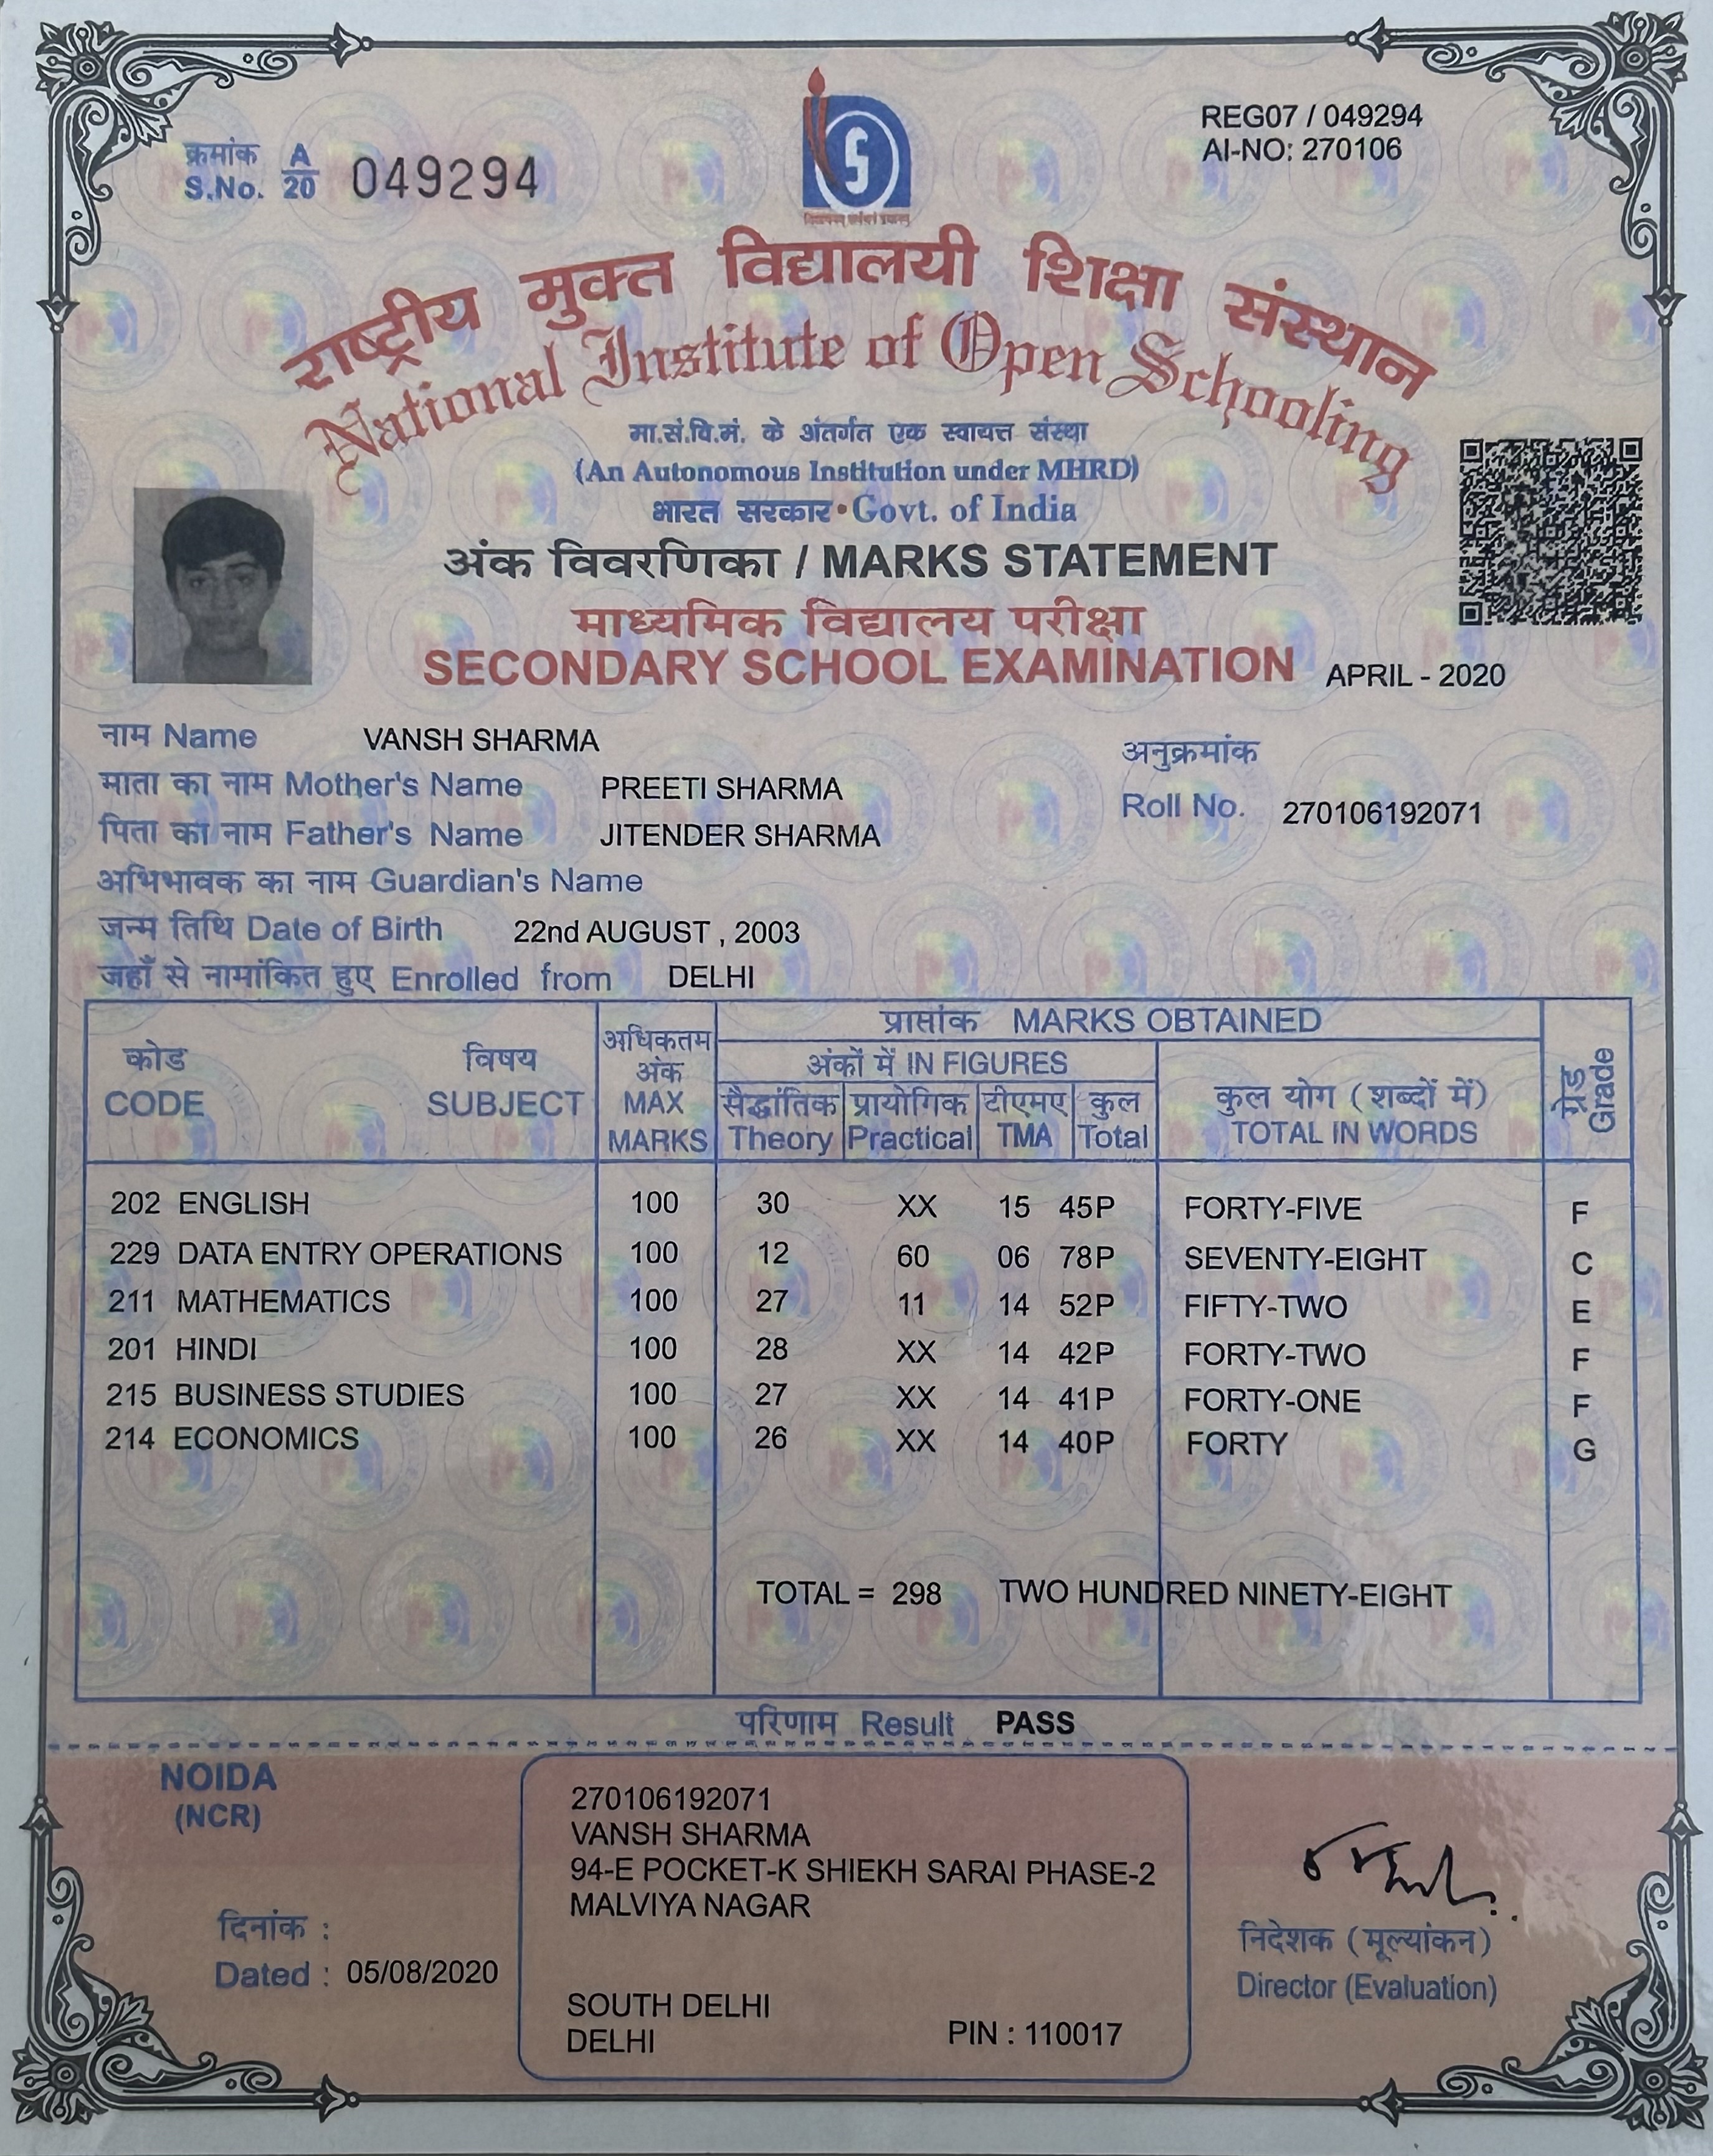 REG07 / 049294
AI-NO: 270106
क्रमांक A
S.No. 20 049294
राष्ट्रीय मुक्त विद्यालयी शिक्षा संस्थान
National Institute of Open Schooling
मा.सं.वि.मं. के अंतर्गत एक स्वायत्त संस्था
(An Autonomous Institution under MHRD)
भारत सरकार • Govt. of India
अंक विवरणिका / MARKS STATEMENT
माध्यमिक विद्यालय परीक्षा
SECONDARY SCHOOL EXAMINATION APRIL - 2020
नाम Name VANSH SHARMA
माता का नाम Mother's Name PREETI SHARMA
पिता का नाम Father's Name JITENDER SHARMA
अनुक्रमांक
Roll No. 270106192071
अभिभावक का नाम Guardian's Name
जन्म तिथि Date of Birth 22nd AUGUST , 2003
जहाँ से नामांकित हुए Enrolled from DELHI
कोड विषय
CODE SUBJECT
अधिकतम
अंक
MAX
MARKS
प्राप्तांक MARKS OBTAINED
अंकों में IN FIGURES
सैद्धांतिक प्रायोगिक टीएमए कुल
Theory Practical TMA Total
कुल योग (शब्दों में)
TOTAL IN WORDS
ग्रेड
Grade
202 ENGLISH 100 30 XX 15 45P FORTY-FIVE F
229 DATA ENTRY OPERATIONS 100 12 60 06 78P SEVENTY-EIGHT C
211 MATHEMATICS 100 27 11 14 52P FIFTY-TWO E
201 HINDI 100 28 XX 14 42P FORTY-TWO F
215 BUSINESS STUDIES 100 27 XX 14 41P FORTY-ONE F
214 ECONOMICS 100 26 XX 14 40P FORTY G
TOTAL = 298 TWO HUNDRED NINETY-EIGHT
परिणाम Result PASS
NOIDA
(NCR)
दिनांक :
Dated : 05/08/2020
270106192071
VANSH SHARMA
94-E POCKET-K SHIEKH SARAI PHASE-2
MALVIYA NAGAR
SOUTH DELHI
DELHI PIN : 110017
निदेशक (मूल्यांकन)
Director (Evaluation)